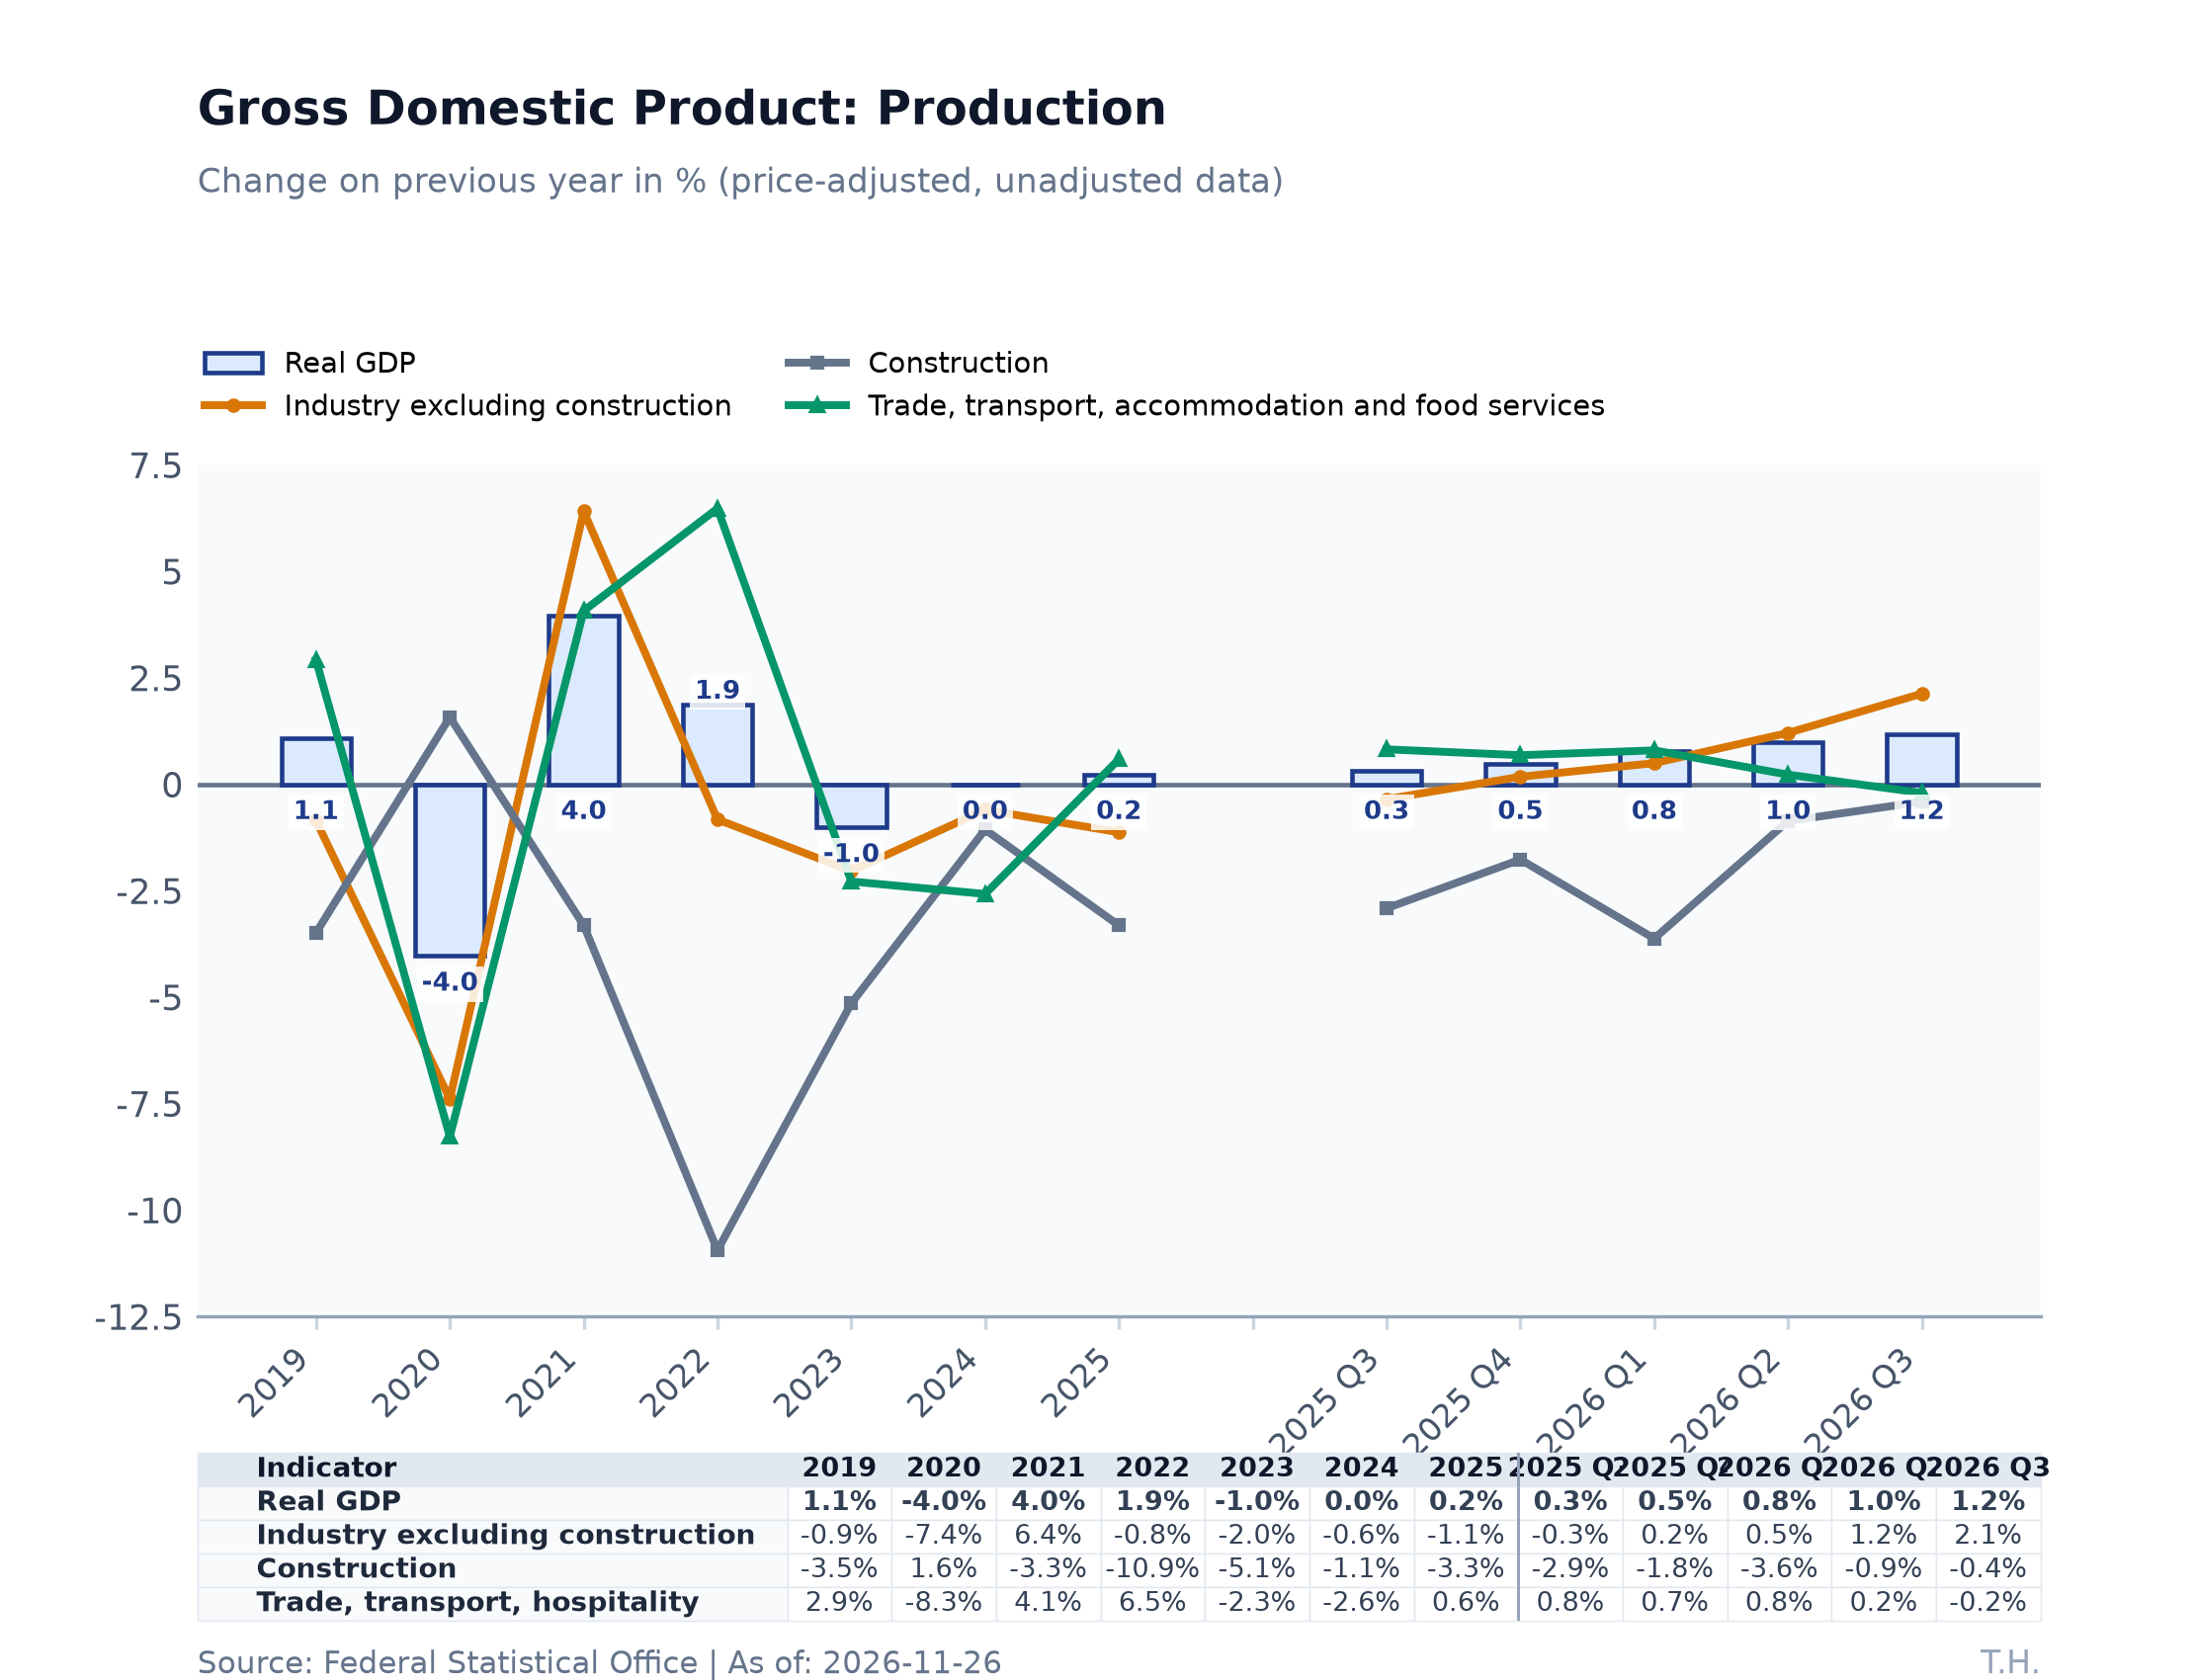 Gross Domestic Product: Production
Change on previous year in % (price-adjusted, unadjusted data)
Real GDP
Construction
Industry excluding construction
Trade, transport, accommodation and food services
7.5
5
2.5
0
-2.5
-5
-7.5
-10
-12.5
1.1
-4.0
4.0
1.9
-1.0
0.0
0.2
0.3
0.5
0.8
1.0
1.2
2019
2020
2021
2022
2023
2024
2025
2025 Q3
2025 Q4
2026 Q1
2026 Q2
2026 Q3
Indicator 2019 2020 2021 2022 2023 2024 2025 2025 Q3 2025 Q4 2026 Q1 2026 Q2 2026 Q3
Real GDP 1.1% -4.0% 4.0% 1.9% -1.0% 0.0% 0.2% 0.3% 0.5% 0.8% 1.0% 1.2%
Industry excluding construction -0.9% -7.4% 6.4% -0.8% -2.0% -0.6% -1.1% -0.3% 0.2% 0.5% 1.2% 2.1%
Construction -3.5% 1.6% -3.3% -10.9% -5.1% -1.1% -3.3% -2.9% -1.8% -3.6% -0.9% -0.4%
Trade, transport, hospitality 2.9% -8.3% 4.1% 6.5% -2.3% -2.6% 0.6% 0.8% 0.7% 0.8% 0.2% -0.2%
Source: Federal Statistical Office | As of: 2026-11-26
T.H.